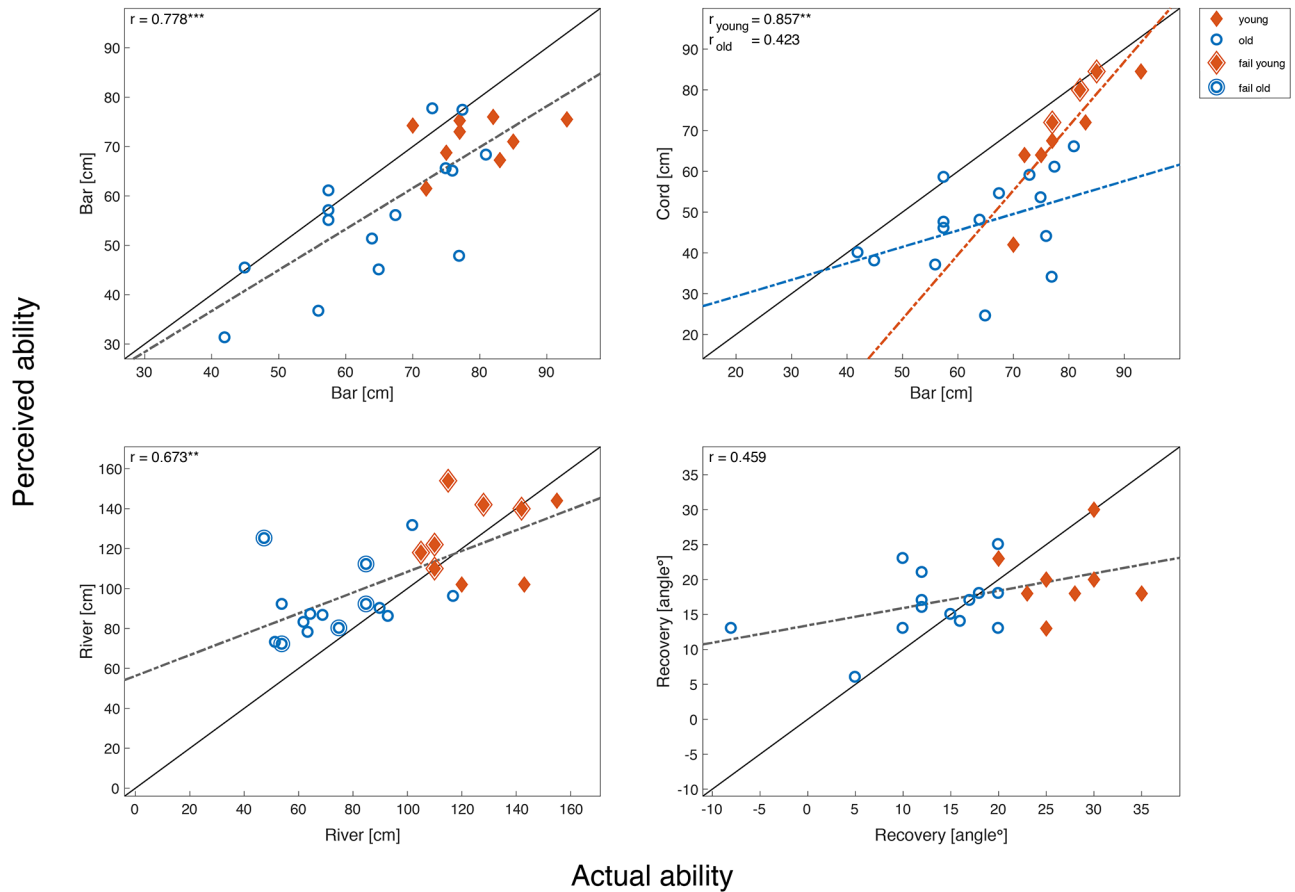 r = 0.778***
90
80
70
60
50
40
30
Bar [cm]
30 40 50 60 70 80 90
Bar [cm]
r young = 0.857**
r old = 0.423
90
80
70
60
50
40
30
20
Cord [cm]
20 30 40 50 60 70 80 90
Bar [cm]
young
old
fail young
fail old
Perceived ability
r = 0.673**
160
140
120
100
80
60
40
20
0
River [cm]
0 20 40 60 80 100 120 140 160
River [cm]
r = 0.459
35
30
25
20
15
10
5
0
-5
-10
Recovery [angle°]
-10 -5 0 5 10 15 20 25 30 35
Recovery [angle°]
Actual ability